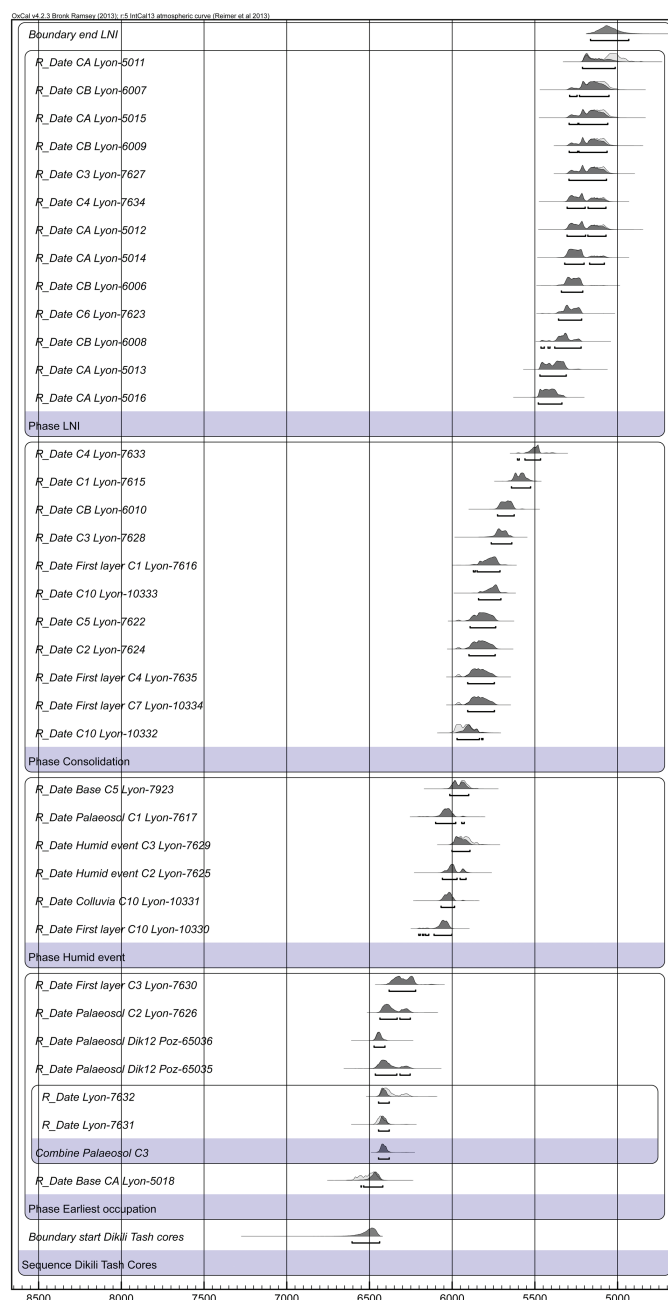 OxCal v4.2.3 Bronk Ramsey (2013); r:5 IntCal13 atmospheric curve (Reimer et al 2013)
Boundary end LNI
R_Date CA Lyon-5011
R_Date CB Lyon-6007
R_Date CA Lyon-5015
R_Date CB Lyon-6009
R_Date C3 Lyon-7627
R_Date C4 Lyon-7634
R_Date CA Lyon-5012
R_Date CA Lyon-5014
R_Date CB Lyon-6006
R_Date C6 Lyon-7623
R_Date CB Lyon-6008
R_Date CA Lyon-5013
R_Date CA Lyon-5016
Phase LNI
R_Date C4 Lyon-7633
R_Date C1 Lyon-7615
R_Date CB Lyon-6010
R_Date C3 Lyon-7628
R_Date First layer C1 Lyon-7616
R_Date C10 Lyon-10333
R_Date C5 Lyon-7622
R_Date C2 Lyon-7624
R_Date First layer C4 Lyon-7635
R_Date First layer C7 Lyon-10334
R_Date C10 Lyon-10332
Phase Consolidation
R_Date Base C5 Lyon-7923
R_Date Palaeosol C1 Lyon-7617
R_Date Humid event C3 Lyon-7629
R_Date Humid event C2 Lyon-7625
R_Date Colluvia C10 Lyon-10331
R_Date First layer C10 Lyon-10330
Phase Humid event
R_Date First layer C3 Lyon-7630
R_Date Palaeosol C2 Lyon-7626
R_Date Palaeosol Dik12 Poz-65036
R_Date Palaeosol Dik12 Poz-65035
R_Date Lyon-7632
R_Date Lyon-7631
Combine Palaeosol C3
R_Date Base CA Lyon-5018
Phase Earliest occupation
Boundary start Dikili Tash cores
Sequence Dikili Tash Cores
8500 8000 7500 7000 6500 6000 5500 5000